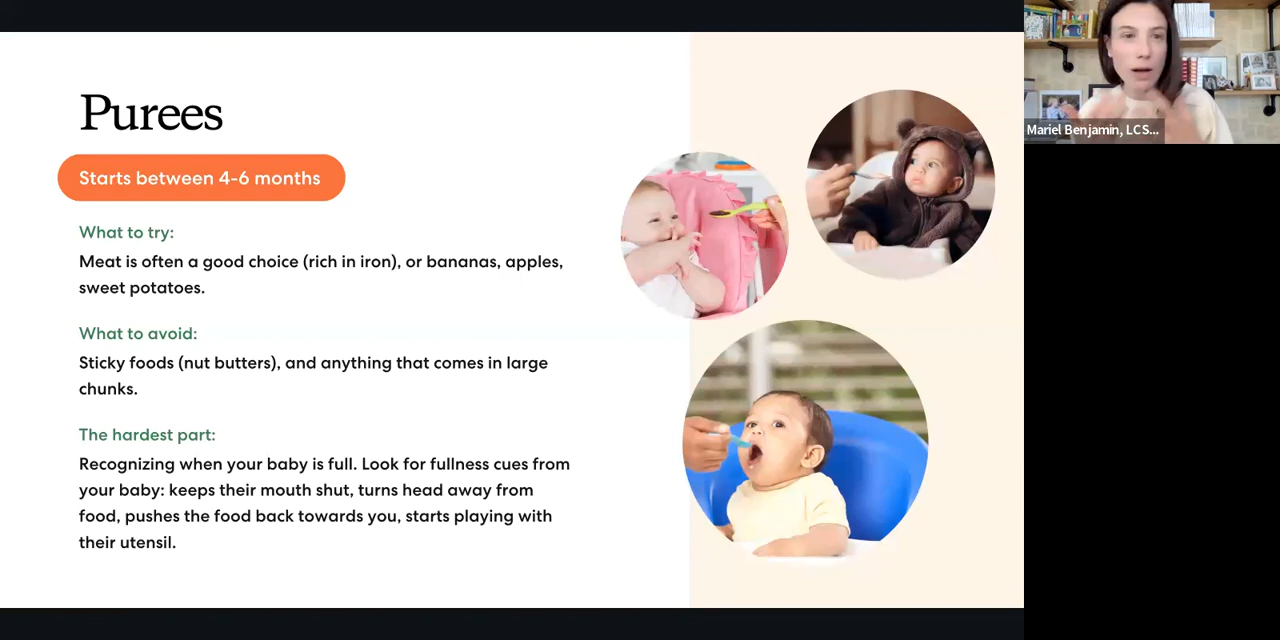 Purees
Starts between 4-6 months
What to try:
Meat is often a good choice (rich in iron), or bananas, apples,
sweet potatoes.
What to avoid:
Sticky foods (nut butters), and anything that comes in large
chunks.
The hardest part:
Recognizing when your baby is full. Look for fullness cues from
your baby: keeps their mouth shut, turns head away from
food, pushes the food back towards you, starts playing with
their utensil.
Mariel Benjamin, LCS...